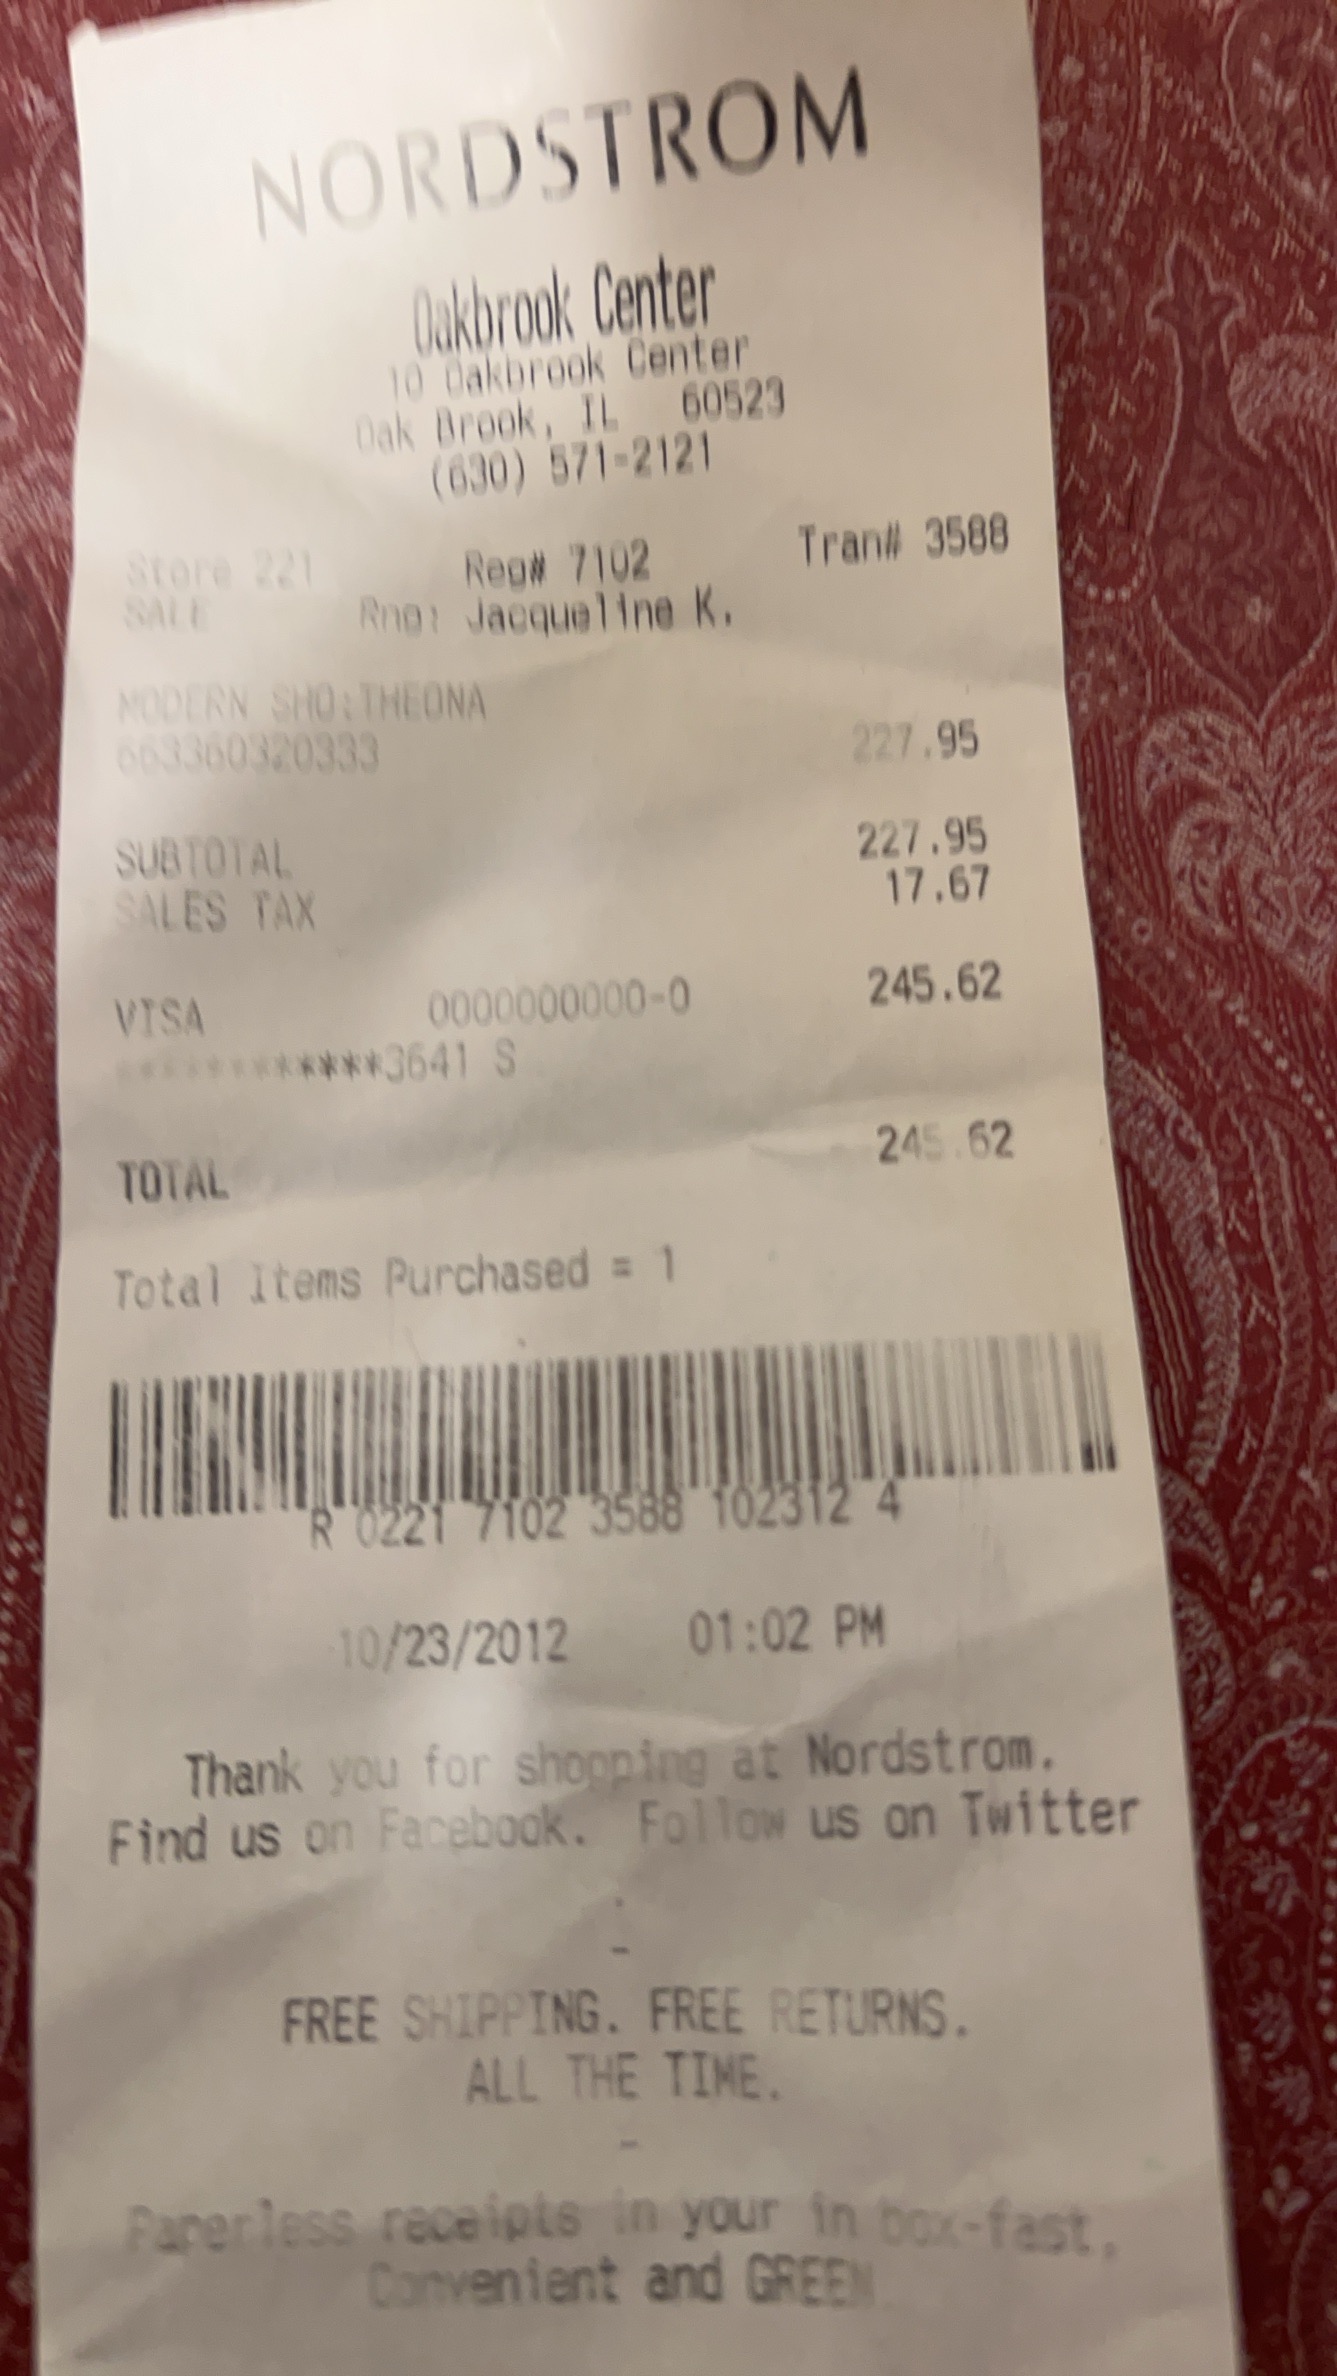 NORDSTROM
Oakbrook Center
10 Oakbrook Center
Oak Brook, IL 60523
(630) 571-2121
Store 221 Reg# 7102 Tran# 3588
SALE Rng: Jacqueline K.
MODERN SHO:THEONA
663360320333 227.95
SUBTOTAL 227.95
SALES TAX 17.67
VISA 0000000000-0 245.62
************3641 S
TOTAL 245.62
Total Items Purchased = 1
R 0221 7102 3588 102312 4
10/23/2012 01:02 PM
Thank you for shopping at Nordstrom.
Find us on Facebook. Follow us on Twitter
.
-
FREE SHIPPING. FREE RETURNS.
ALL THE TIME.
-
Paperless receipts in your in box-fast,
Convenient and GREEN